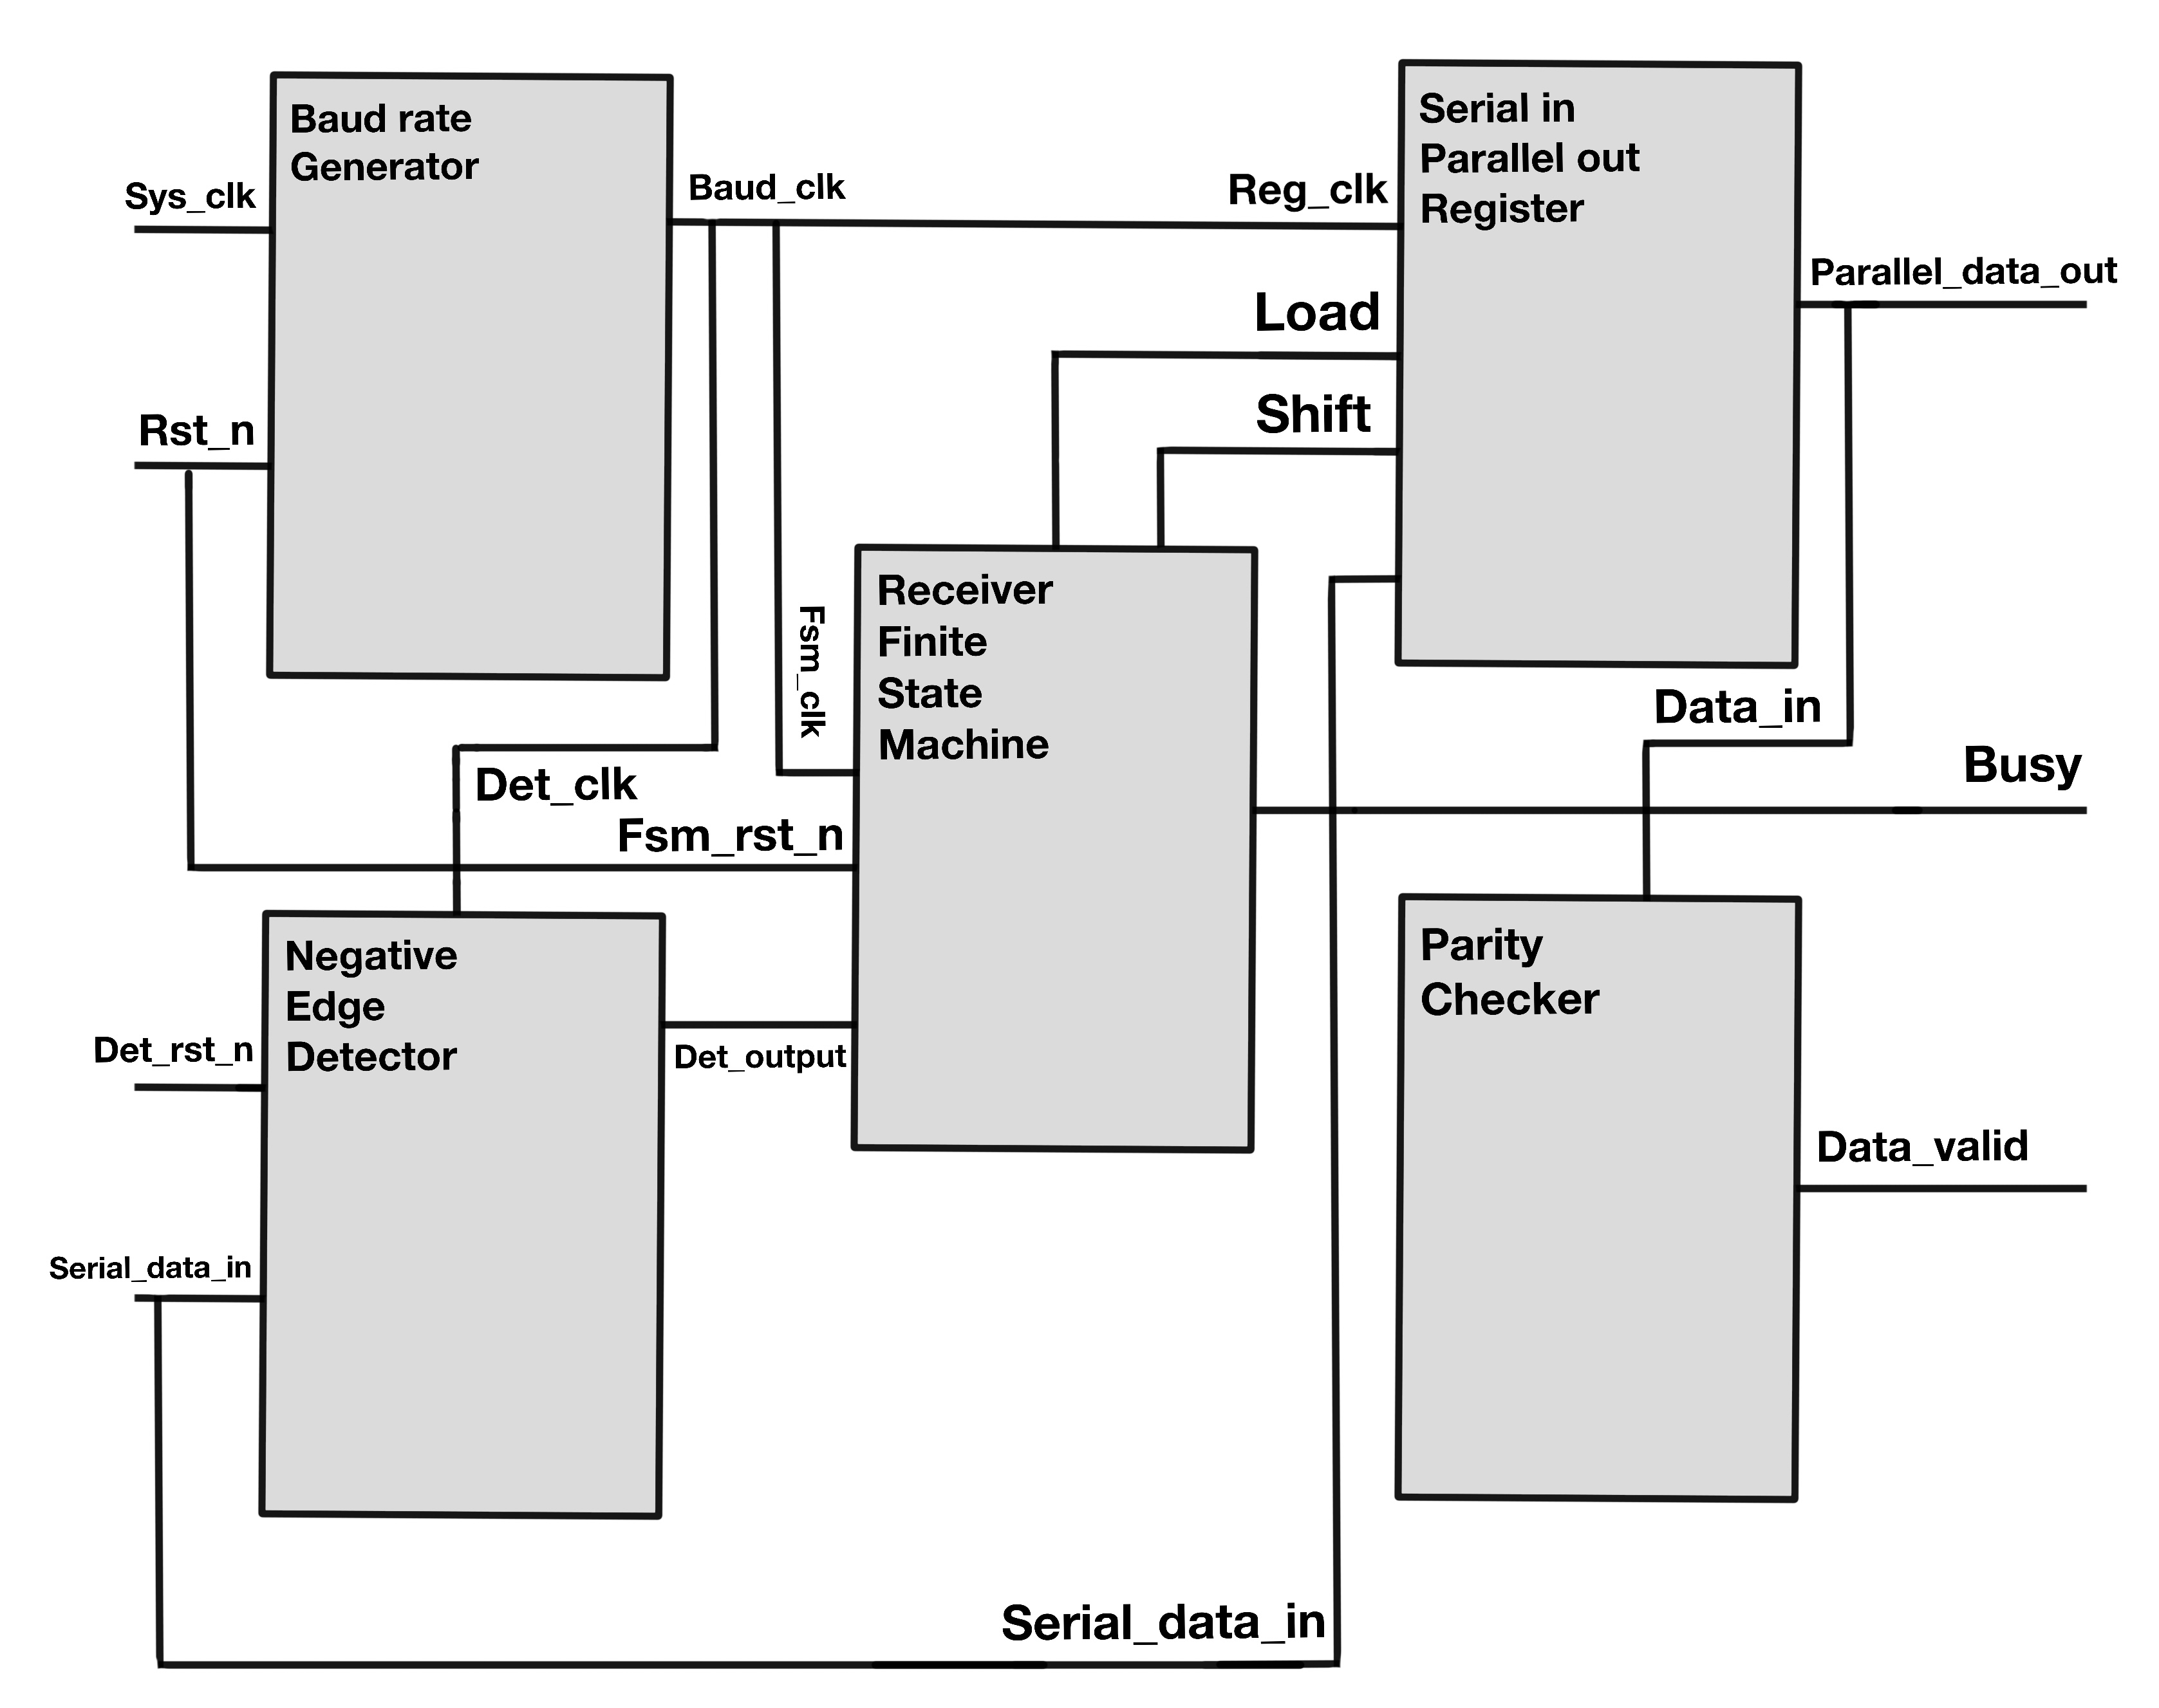 Baud rate
Generator
Sys_clk
Rst_n
Baud_clk
Reg_clk
Serial in
Parallel out
Register
Load
Shift
Parallel_data_out
Fsm_clk
Receiver
Finite
State
Machine
Det_clk
Fsm_rst_n
Data_in
Busy
Negative
Edge
Detector
Det_rst_n
Det_output
Serial_data_in
Parity
Checker
Data_valid
Serial_data_in